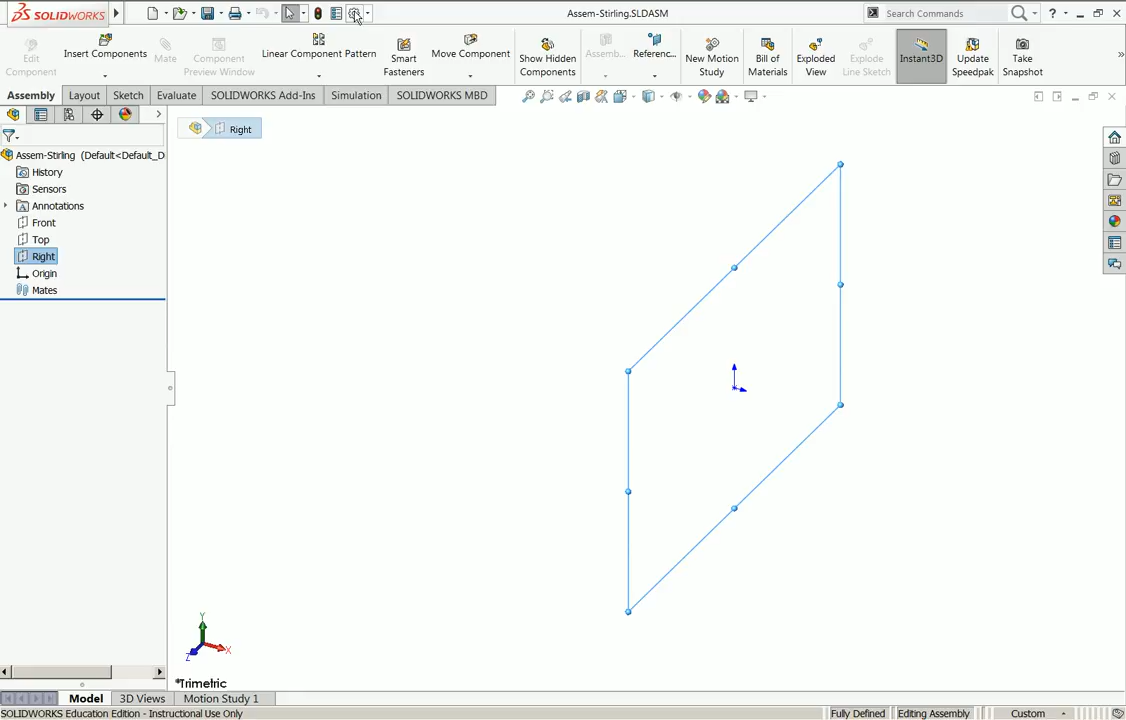 SOLIDWORKS
Assem-Stirling.SLDASM
Search Commands
?
Edit Component
Insert Components
Mate
Component Preview Window
Linear Component Pattern
Smart Fasteners
Move Component
Show Hidden Components
Assemb...
Referenc...
New Motion Study
Bill of Materials
Exploded View
Explode Line Sketch
Instant3D
Update Speedpak
Take Snapshot
Assembly
Layout
Sketch
Evaluate
SOLIDWORKS Add-Ins
Simulation
SOLIDWORKS MBD
Right
Assem-Stirling (Default<Default_D
History
Sensors
Annotations
Front
Top
Right
Origin
Mates
Y
X
Z
*Trimetric
Model
3D Views
Motion Study 1
SOLIDWORKS Education Edition - Instructional Use Only
Fully Defined
Editing Assembly
Custom